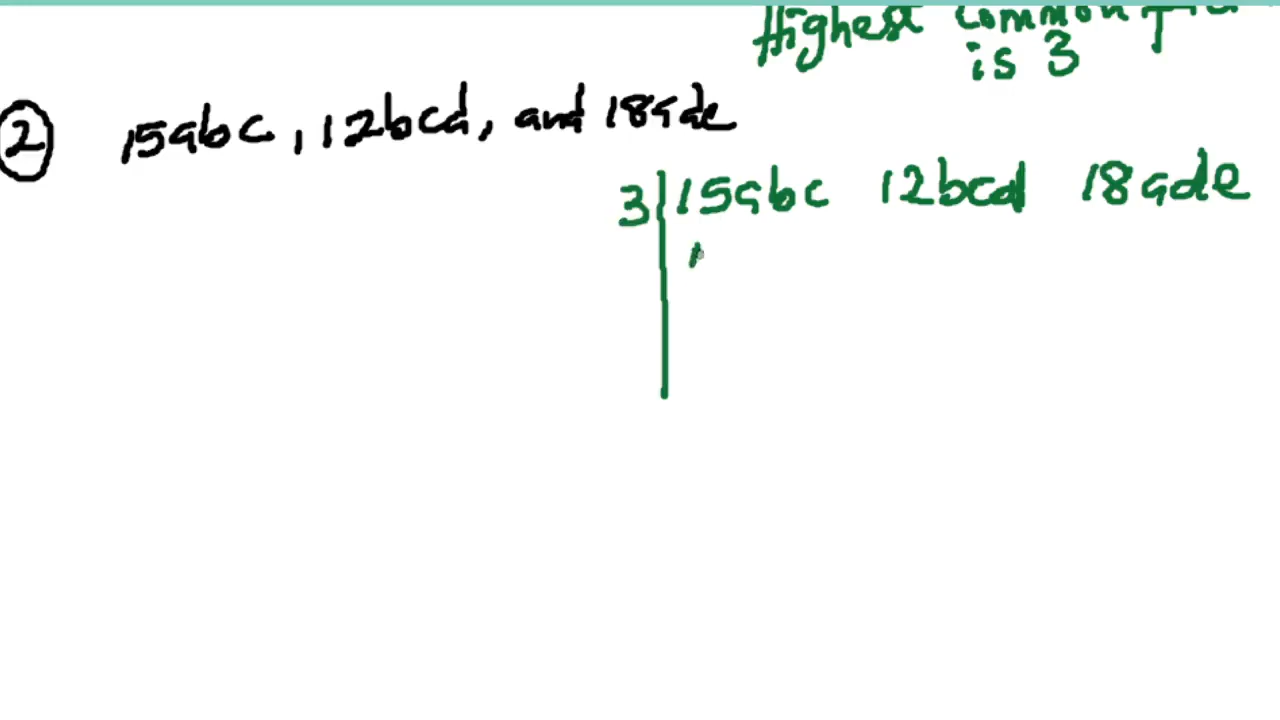 Highest common
is 3
② 15abc, 12bcd, and 18ade
3 15abc 12bcd 18ade